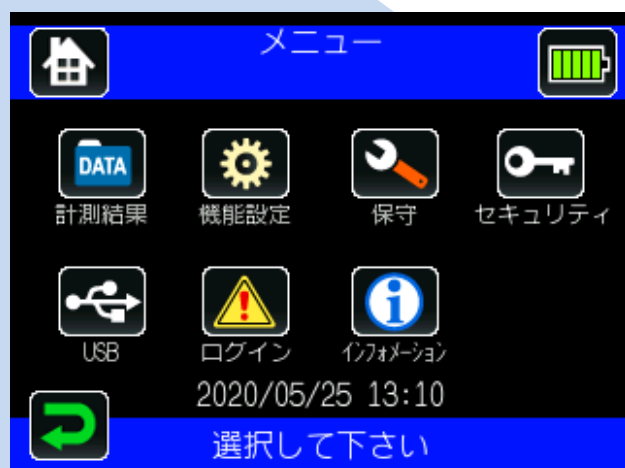 メニュー
DATA
計測結果
機能設定
保守
セキュリティ
USB
ログイン
ｲﾝﾌｫﾒｰｼｮﾝ
2020/05/25 13:10
選択して下さい